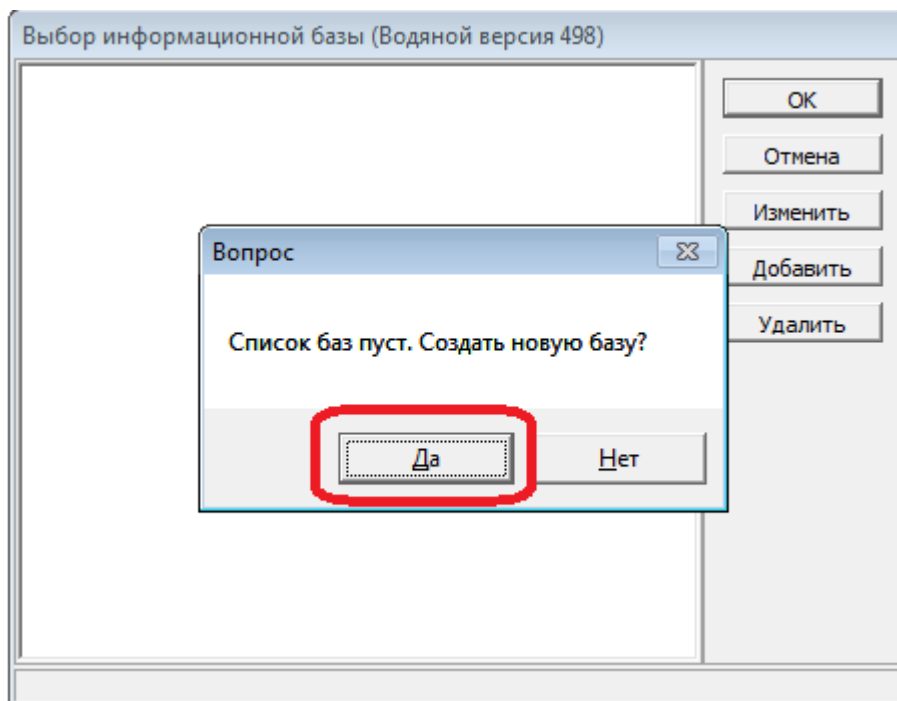 Выбор информационной базы (Водяной версия 498)
OK
Отмена
Изменить
Добавить
Удалить
Вопрос
Список баз пуст. Создать новую базу?
Да
Нет